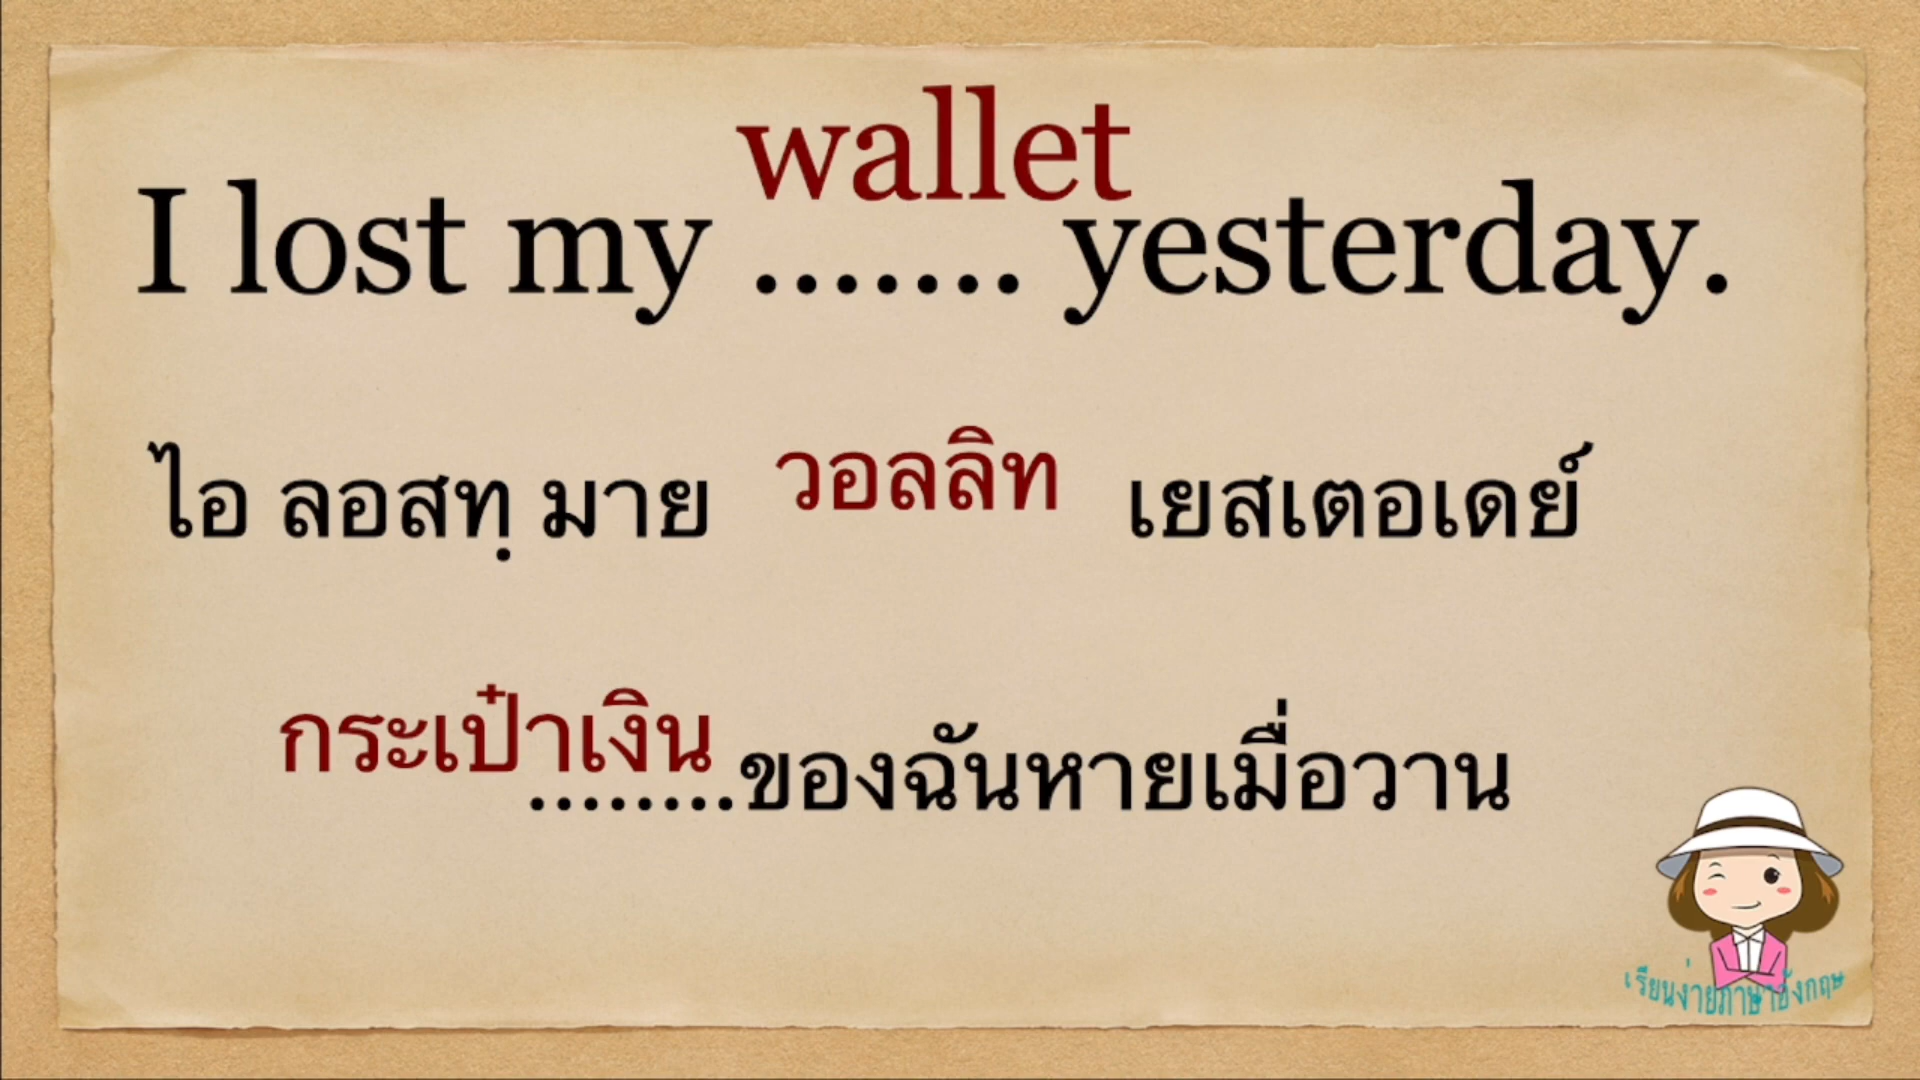 wallet
I lost my ....... yesterday.
ไอ ลอสทฺ มาย วอลลิท เยสเตอเดย์
กระเป๋าเงิน
........ของฉันหายเมื่อวาน
เรียนง่ายภาษาอังกฤษ